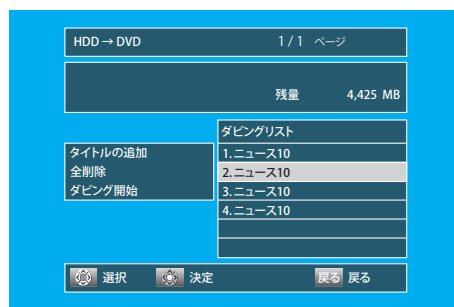 HDD→DVD 1/1 ページ
残量 4,425 MB
ダビングリスト
タイトルの追加
全削除
ダビング開始
1.ニュース10
2.ニュース10
3.ニュース10
4.ニュース10
選択 決定 戻る 戻る